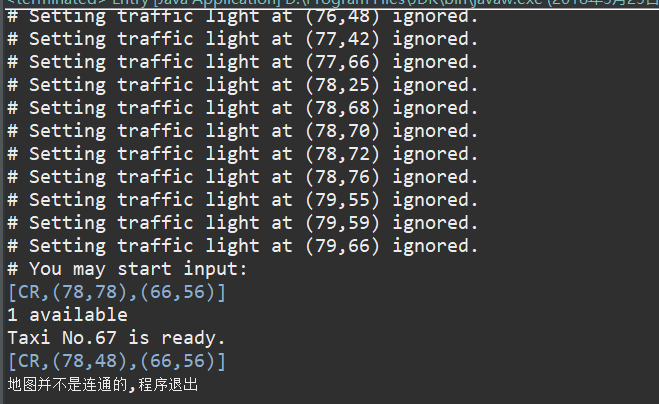 <terminated> Entry [Java Application] D:\Program Files\JDK\bin\javaw.exe (2018年5月29日
# Setting traffic light at (76,48) ignored.
# Setting traffic light at (77,42) ignored.
# Setting traffic light at (77,66) ignored.
# Setting traffic light at (78,25) ignored.
# Setting traffic light at (78,68) ignored.
# Setting traffic light at (78,70) ignored.
# Setting traffic light at (78,72) ignored.
# Setting traffic light at (78,76) ignored.
# Setting traffic light at (79,55) ignored.
# Setting traffic light at (79,59) ignored.
# Setting traffic light at (79,66) ignored.
# You may start input:
[CR,(78,78),(66,56)]
1 available
Taxi No.67 is ready.
[CR,(78,48),(66,56)]
地图并不是连通的,程序退出